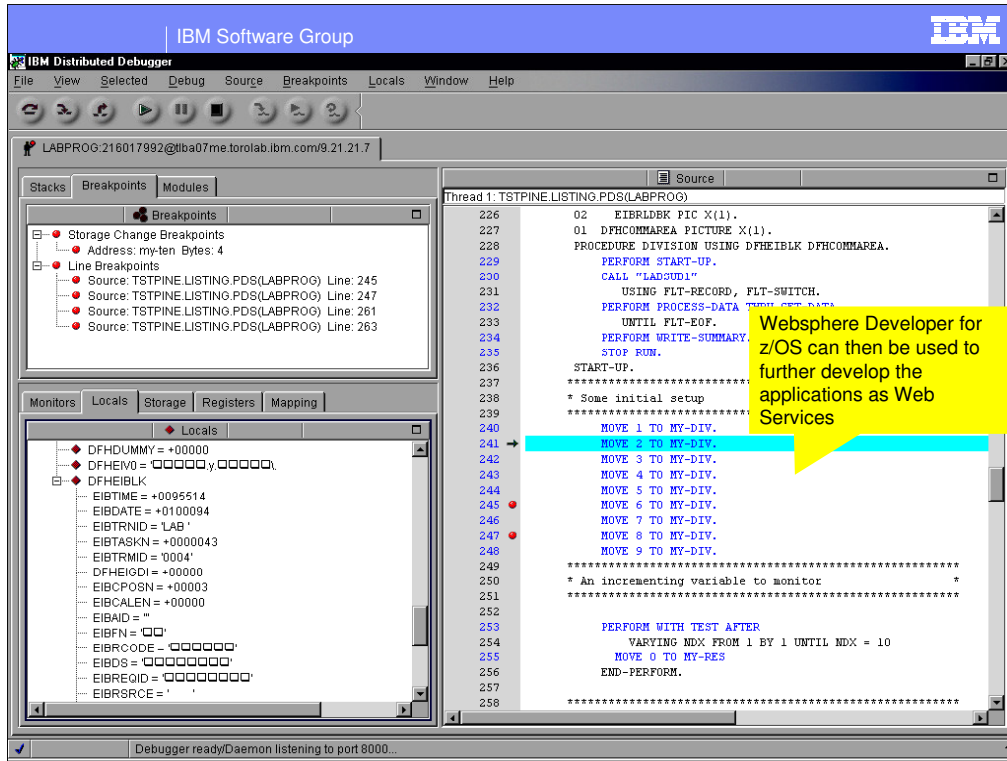 IBM Software Group
IBM
IBM Distributed Debugger
File View Selected Debug Source Breakpoints Locals Window Help
LABPROG:216017992@tlba07me.torolab.ibm.com/9.21.21.7
Stacks Breakpoints Modules
Breakpoints
Storage Change Breakpoints
Address: my-ten Bytes: 4
Line Breakpoints
Source: TSTPINE.LISTING.PDS(LABPROG) Line: 245
Source: TSTPINE.LISTING.PDS(LABPROG) Line: 247
Source: TSTPINE.LISTING.PDS(LABPROG) Line: 261
Source: TSTPINE.LISTING.PDS(LABPROG) Line: 263
Monitors Locals Storage Registers Mapping
Locals
DFHDUMMY = +00000
DFHEIV0 = '□□□□□.y.□□□□□\.
DFHEIBLK
EIBTIME = +0095514
EIBDATE = +0100094
EIBTRNID = 'LAB '
EIBTASKN = +0000043
EIBTRMID = '0004'
DFHEIGDI = +00000
EIBCPOSN = +00003
EIBCALEN = +00000
EIBAID = '"
EIBFN = '□□'
EIBRCODE = '□□□□□□'
EIBDS = '□□□□□□□□'
EIBREQID = '□□□□□□□□'
EIBRSRCE = '        '
Source
Thread 1: TSTPINE.LISTING.PDS(LABPROG)
226 02 EIBRLDBK PIC X(1).
227 01 DFHCOMMAREA PICTURE X(1).
228 PROCEDURE DIVISION USING DFHEIBLK DFHCOMMAREA.
229 PERFORM START-UP.
230 CALL "LADSUD1"
231 USING FLT-RECORD, FLT-SWITCH.
232 PERFORM PROCESS-DATA THRU GET-DATA
233 UNTIL FLT-EOF.
234 PERFORM WRITE-SUMMARY.
235 STOP RUN.
236 START-UP.
237 ***************************
238 * Some initial setup
239 ***************************
240 MOVE 1 TO MY-DIV.
241 MOVE 2 TO MY-DIV.
242 MOVE 3 TO MY-DIV.
243 MOVE 4 TO MY-DIV.
244 MOVE 5 TO MY-DIV.
245 MOVE 6 TO MY-DIV.
246 MOVE 7 TO MY-DIV.
247 MOVE 8 TO MY-DIV.
248 MOVE 9 TO MY-DIV.
249 *********************************************************
250 * An incrementing variable to monitor *
251 *********************************************************
252
253 PERFORM WITH TEST AFTER
254 VARYING NDX FROM 1 BY 1 UNTIL NDX = 10
255 MOVE 0 TO MY-RES
256 END-PERFORM.
257
258 *********************************************************
Websphere Developer for
z/OS can then be used to
further develop the
applications as Web
Services
Debugger ready/Daemon listening to port 8000...